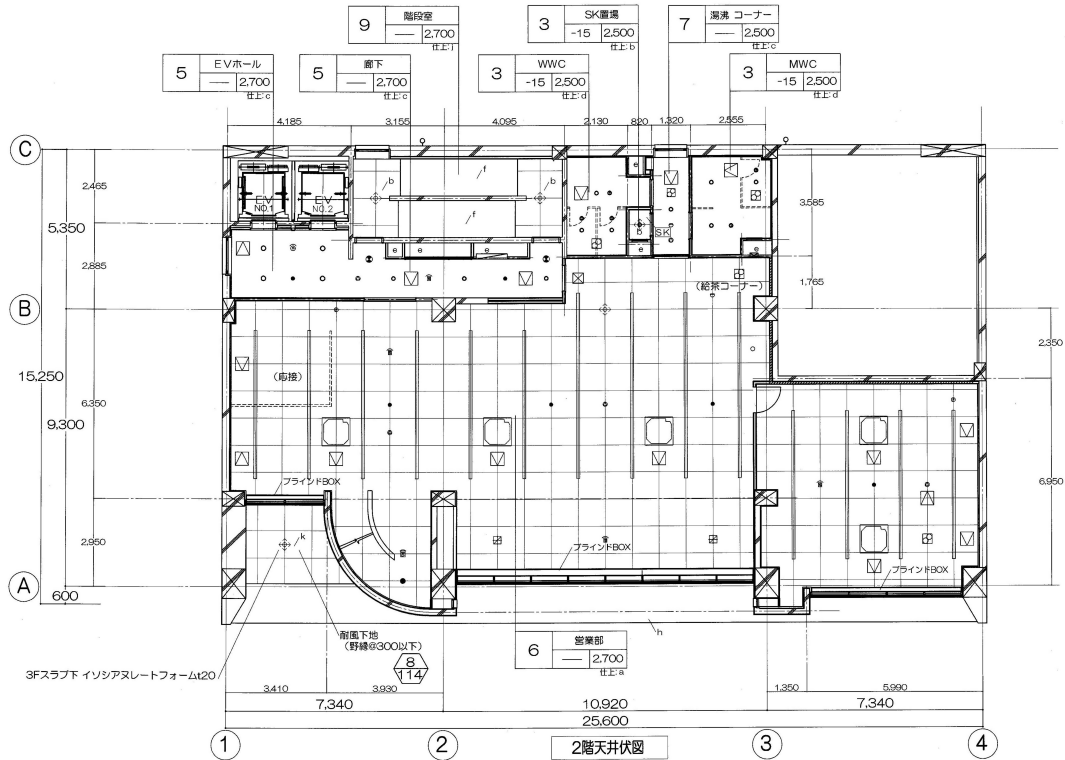 9 階段室
— 2,700
仕上:j
3 SK置場
-15 2,500
仕上:b
7 湯沸 コーナー
— 2,500
仕上:c
5 EVホール
— 2,700
仕上:c
5 廊下
— 2,700
仕上:c
3 WWC
-15 2,500
仕上:d
3 MWC
-15 2,500
仕上:d
4.185 3.155 4.095 2.130 820 1.320 2.555
C
2,465
5,350
2,885
B
15,250
6,350
9,300
2,950
A
600
b f b
f
EV
NO.1
EV
NO.2
b
SK
3.585
1,765
(給茶コーナー)
2.350
6.950
(応接)
ブラインドBOX
k
ブラインドBOX
ブラインドBOX
h
耐風下地
(野縁@300以下)
8
114
3Fスラブ下 イソシアヌレートフォームt20
6 営業部
— 2.700
仕上:a
3.410 3.930 1.350 5.990
7.340 10.920 7.340
25.600
1 2 3 4
2階天井伏図